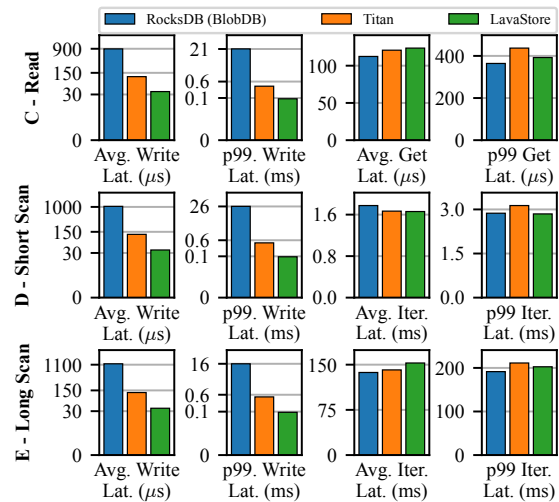 RocksDB (BlobDB) Titan LavaStore
C - Read
900
150
30
0
Avg. Write
Lat. (μs)
21
0.6
0.1
0
p99. Write
Lat. (ms)
100
50
0
Avg. Get
Lat. (μs)
400
200
0
p99 Get
Lat. (μs)
D - Short Scan
1000
150
30
0
Avg. Write
Lat. (μs)
26
0.6
0.1
0
p99. Write
Lat. (ms)
1.6
0.8
0.0
Avg. Iter.
Lat. (ms)
3.0
1.5
0.0
p99 Iter.
Lat. (ms)
E - Long Scan
1100
150
30
0
Avg. Write
Lat. (μs)
16
0.6
0.1
0
p99. Write
Lat. (ms)
150
75
0
Avg. Iter.
Lat. (ms)
200
100
0
p99 Iter.
Lat. (ms)